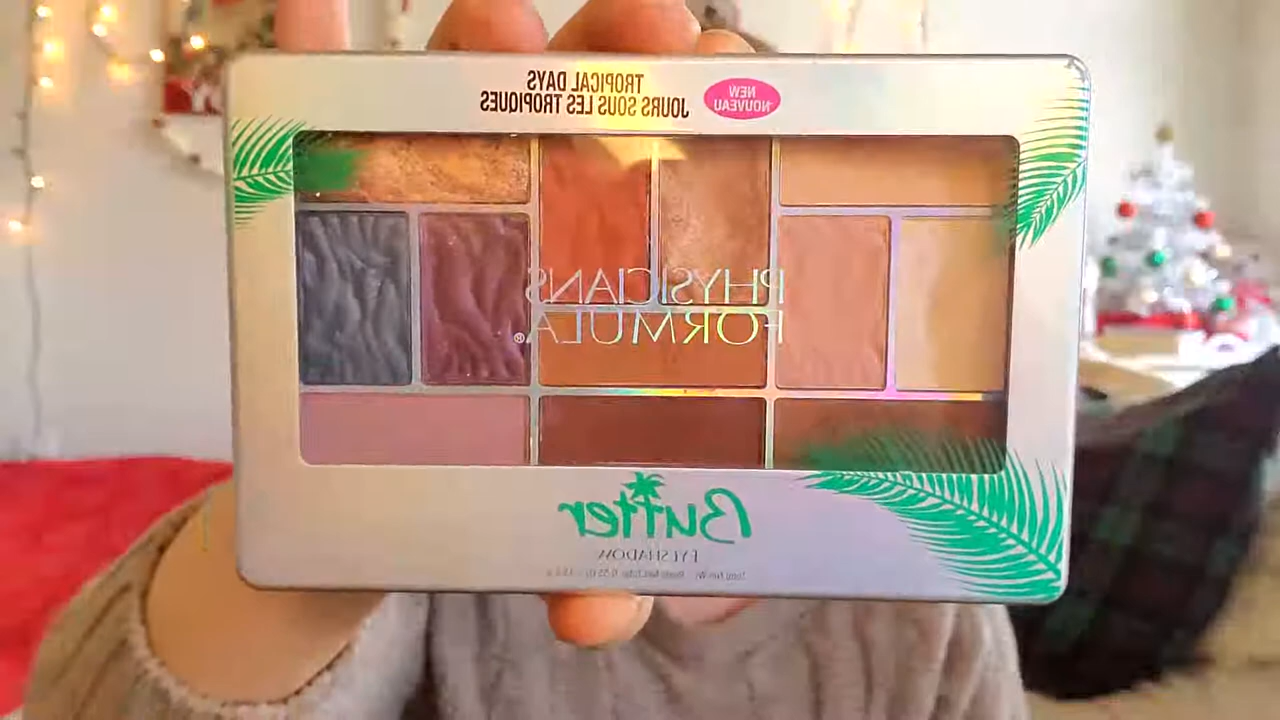 TROPICAL DAYS
JOURS SOUS LES TROPIQUES
NEW
NOUVEAU
PHYSICIANS
FORMULA®
Butter
EYESHADOW